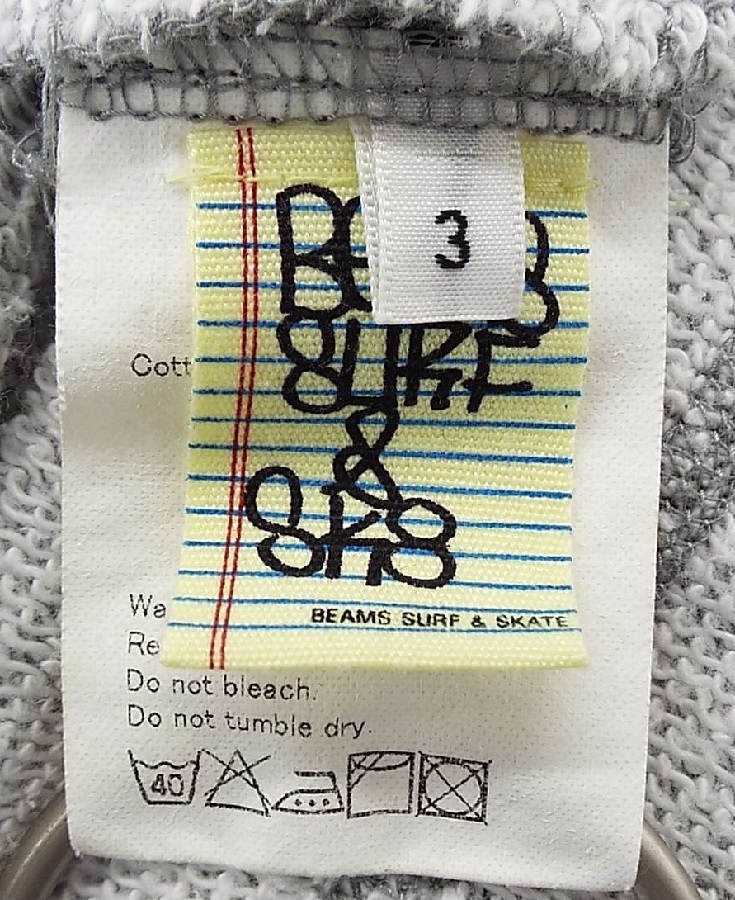 3
SURF
&
SK8
BEAMS SURF & SKATE
Do not bleach.
Do not tumble dry.
40